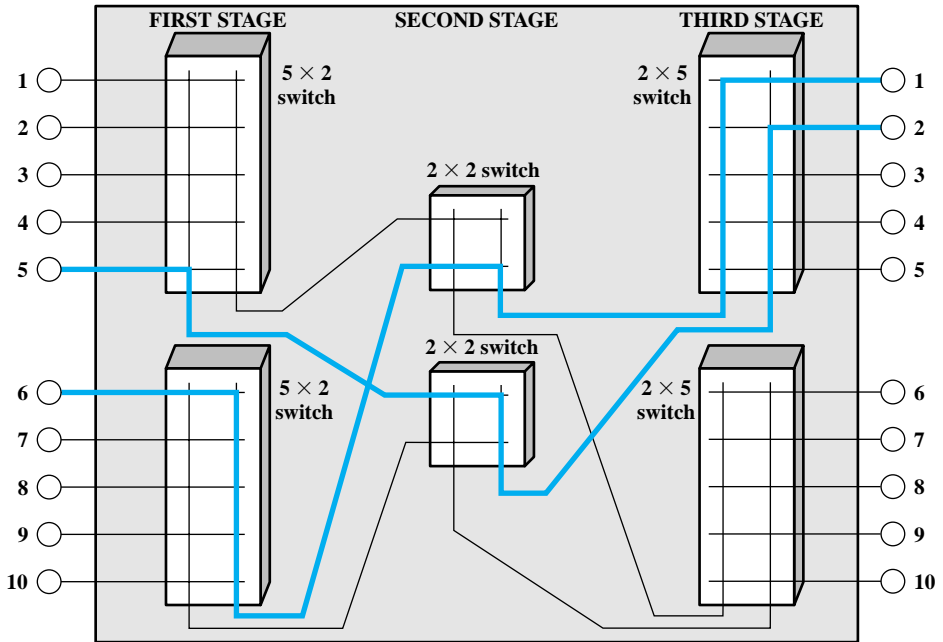 FIRST STAGE
SECOND STAGE
THIRD STAGE
5 × 2
switch
2 × 5
switch
1
2
3
4
5
1
2
3
4
5
2 × 2 switch
2 × 2 switch
5 × 2
switch
2 × 5
switch
6
7
8
9
10
6
7
8
9
10